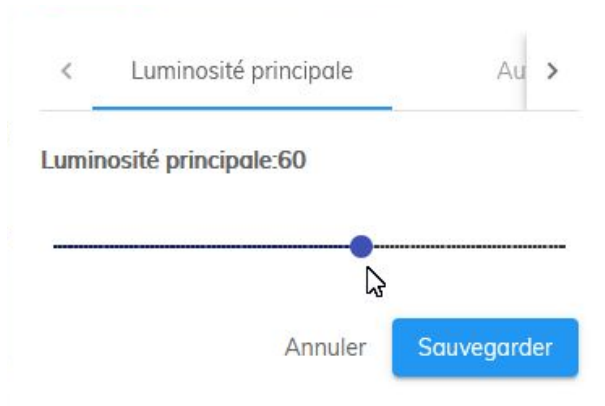 Luminosité principale Au
Luminosité principale:60
Annuler Sauvegarder